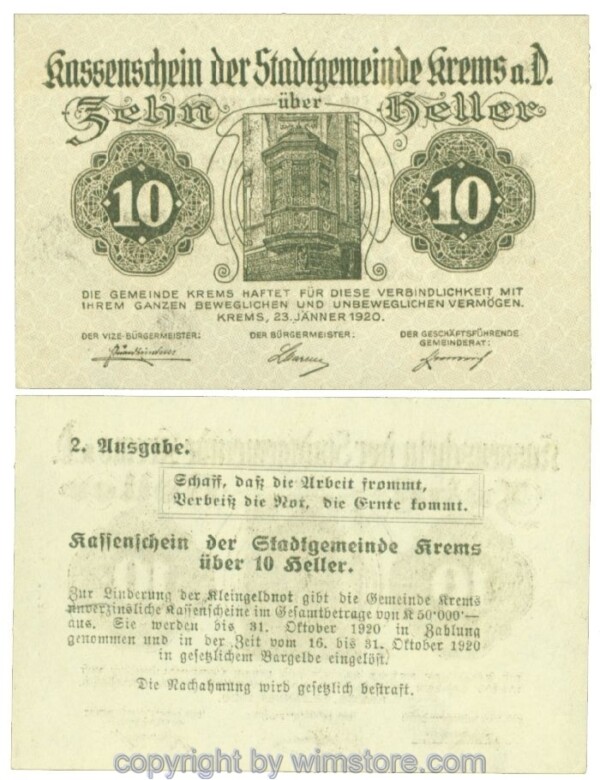 Kassenschein der Stadtgemeinde Krems a. D.
Zehn über Heller
10 10
DIE GEMEINDE KREMS HAFTET FÜR DIESE VERBINDLICHKEIT MIT
IHREM GANZEN BEWEGLICHEN UND UNBEWEGLICHEN VERMÖGEN.
KREMS, 23. JÄNNER 1920.
DER VIZE-BÜRGERMEISTER: DER BÜRGERMEISTER: DER GESCHÄFTSFÜHRENDE
GEMEINDERAT:
2. Ausgabe.
Schaff, daß die Arbeit frommt,
Verbeiß die Not, die Ernte kommt.
Kassenschein der Stadtgemeinde Krems
über 10 Heller.
Zur Linderung der Kleingeldnot gibt die Gemeinde Krems
unverzinsliche Kassenscheine im Gesamtbetrage von K 50·000'—
aus. Sie werden bis 31. Oktober 1920 in Zahlung
genommen und in der Zeit vom 16. bis 31. Oktober 1920
in gesetzlichem Bargelde eingelöst.
Die Nachahmung wird gesetzlich bestraft.
copyright by wimstore.com